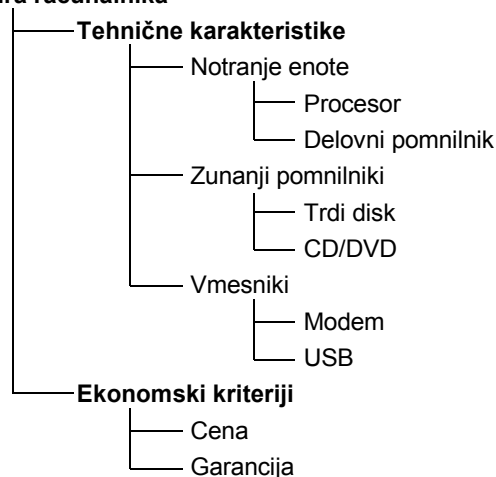 računalnika
Tehnične karakteristike
Notranje enote
Procesor
Delovni pomnilnik
Zunanji pomnilniki
Trdi disk
CD/DVD
Vmesniki
Modem
USB
Ekonomski kriteriji
Cena
Garancija